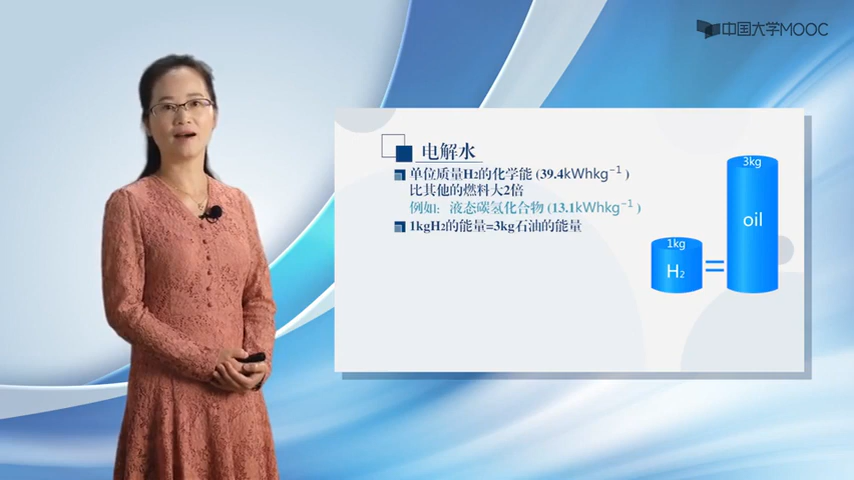 中国大学MOOC
电解水
单位质量H₂的化学能 (39.4kWhkg⁻¹)
比其他的燃料大2倍
例如: 液态碳氢化合物 (13.1kWhkg⁻¹)
1kgH₂的能量=3kg石油的能量
3kg
oil
1kg
H₂
=